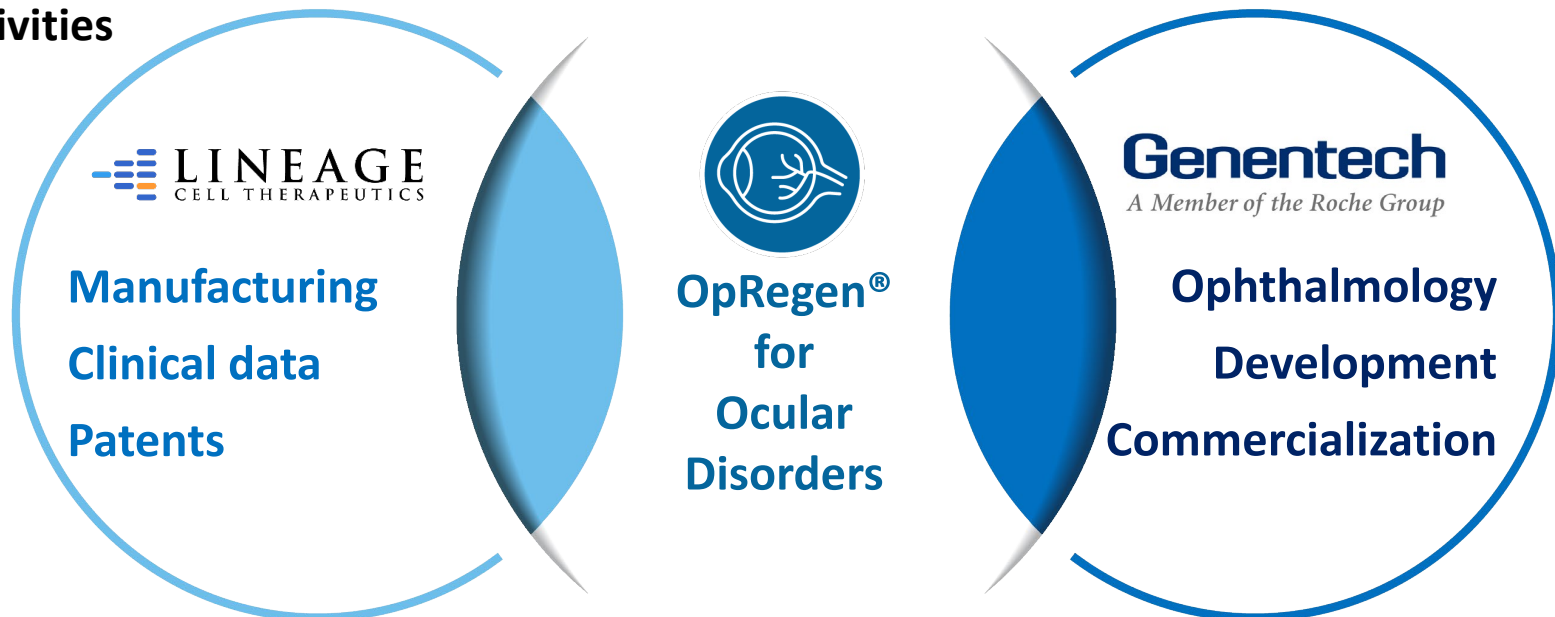 LINEAGE
CELL THERAPEUTICS
Manufacturing
Clinical data
Patents
OpRegen®
for
Ocular
Disorders
Genentech
A Member of the Roche Group
Ophthalmology
Development
Commercialization